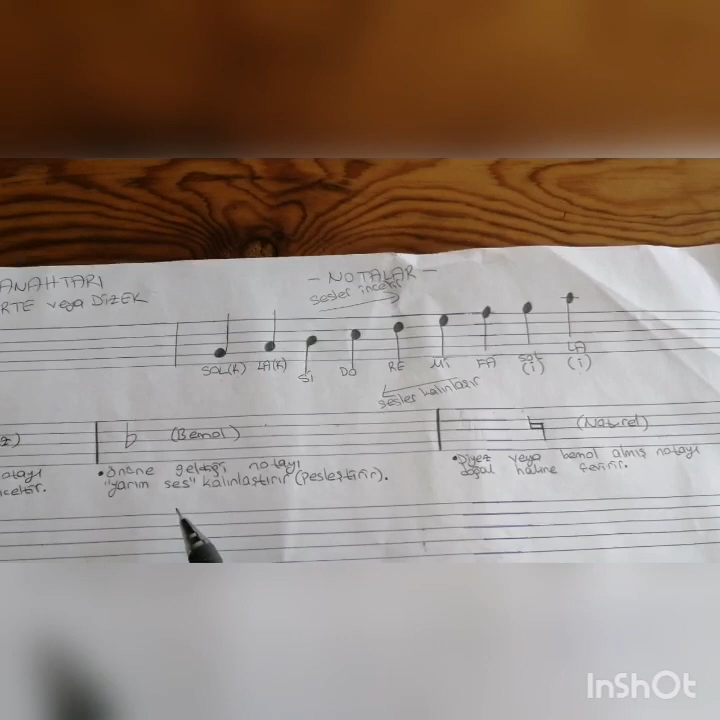 ANAHTARI
- NOTALAR -
RTE veya DİZEK
sesler incelir
SOL(K) LA(K) Sİ DO RE Mİ FA SOL (İ) LA (İ)
sesler kalınlaşır
z) (Bemol) (Naturel)
notayı
inceltir.
• önüne geldiği notayı
"yarım ses" kalınlaştırır (pesleştirir).
• Diyez veya bemol almış notayı
doğal haline getirir.
InShOt